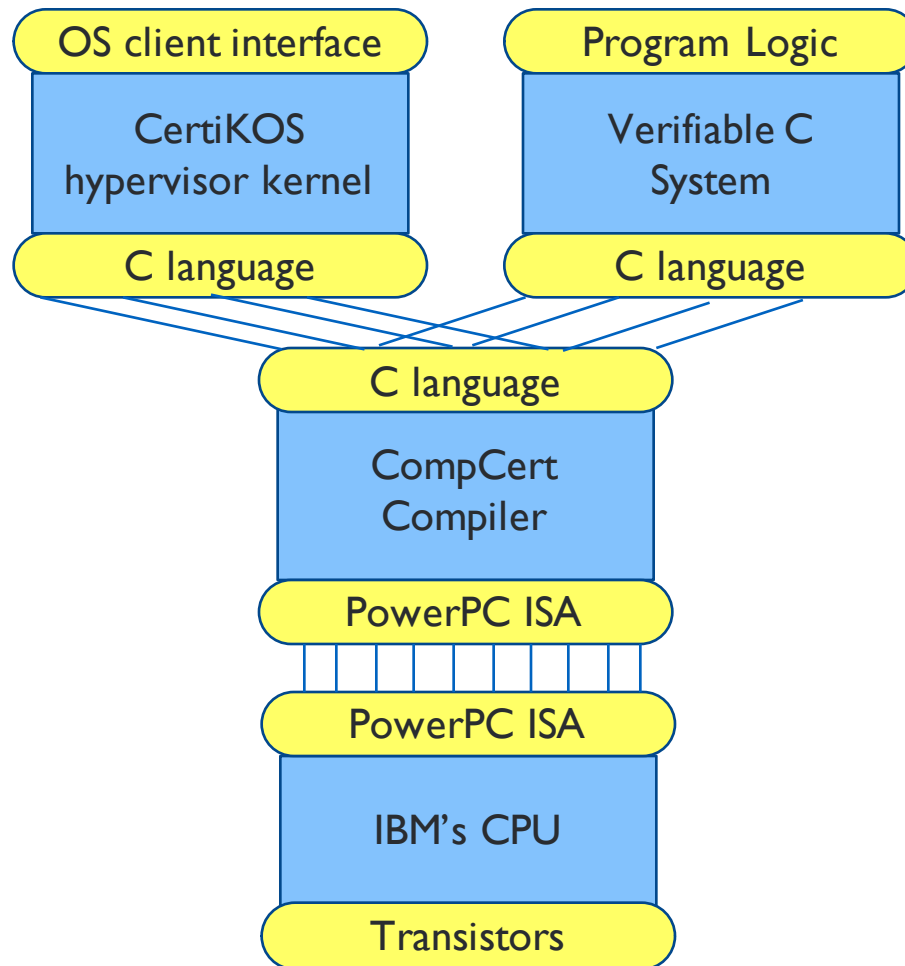 OS client interface
CertiKOS
hypervisor kernel
C language
Program Logic
Verifiable C
System
C language
C language
CompCert
Compiler
PowerPC ISA
PowerPC ISA
IBM’s CPU
Transistors